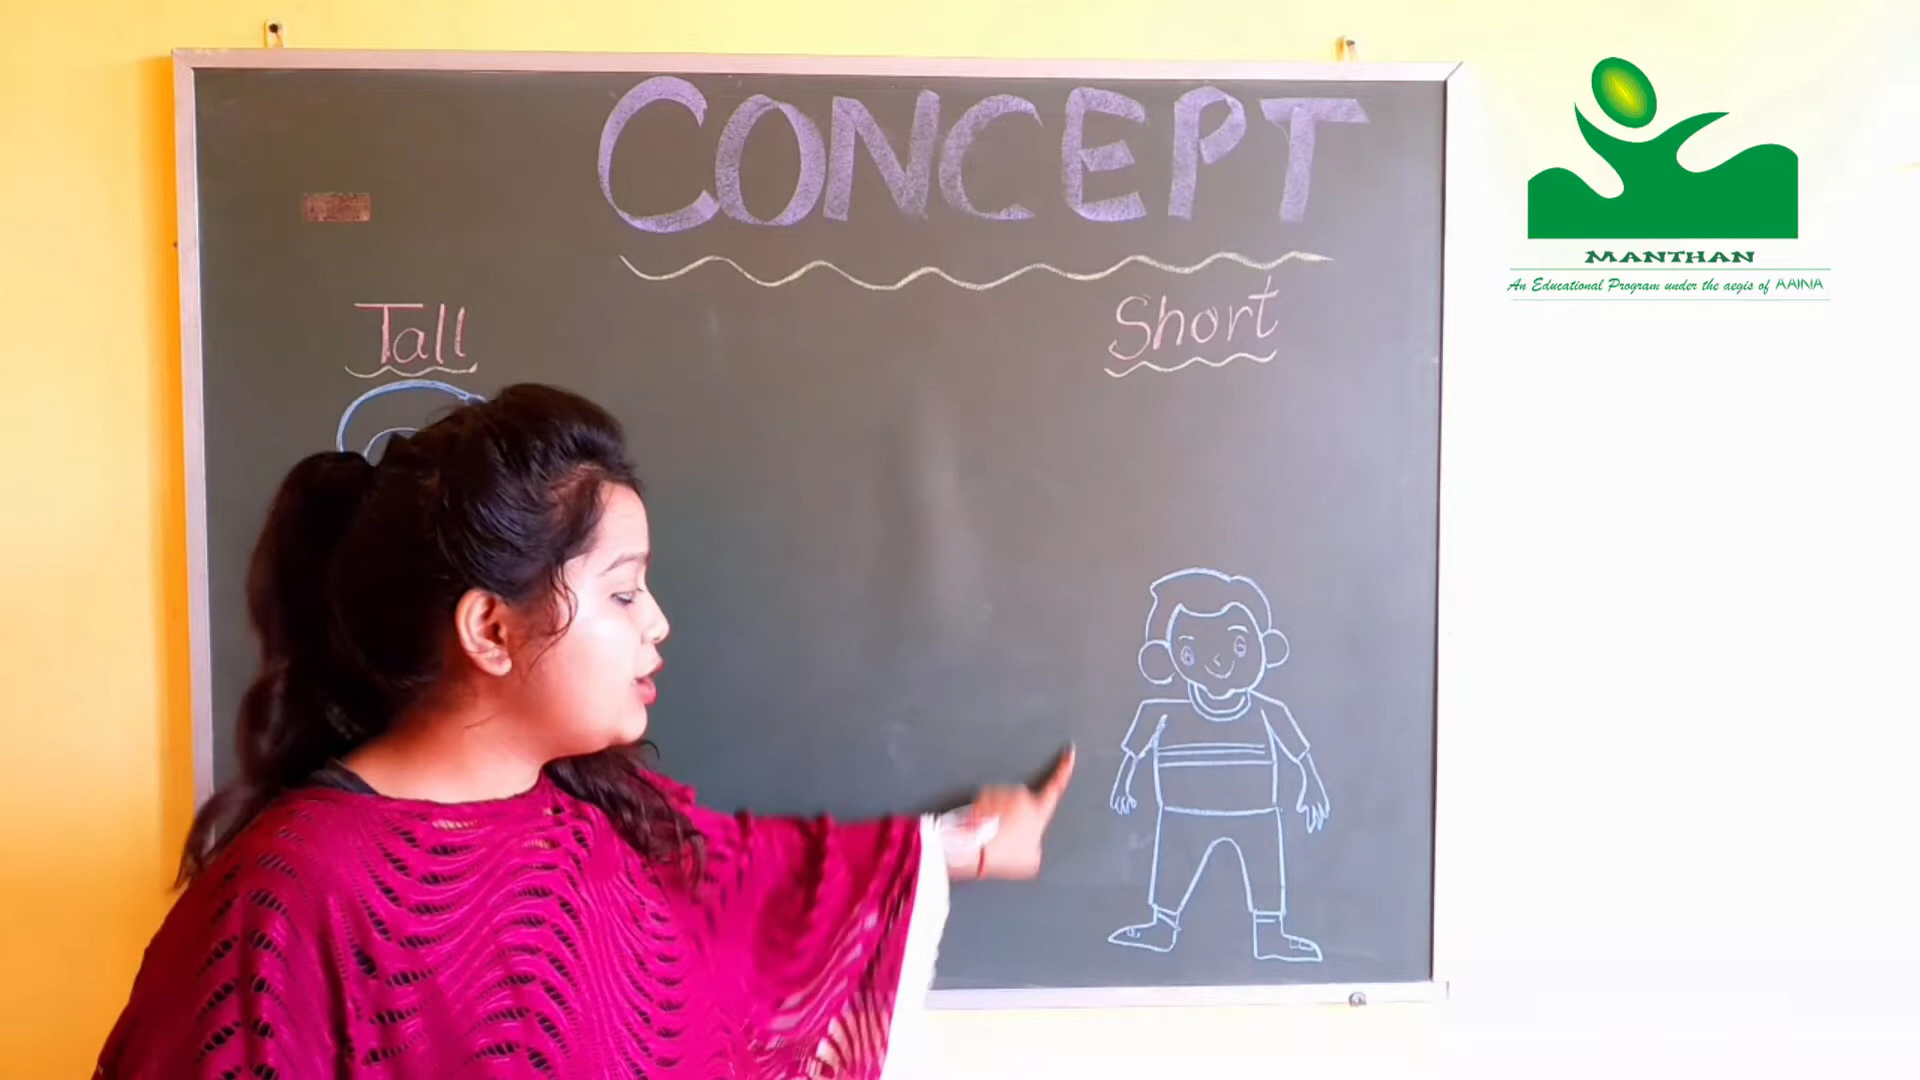 CONCEPT
Tall
Short
MANTHAN
An Educational Program under the aegis of AAINA